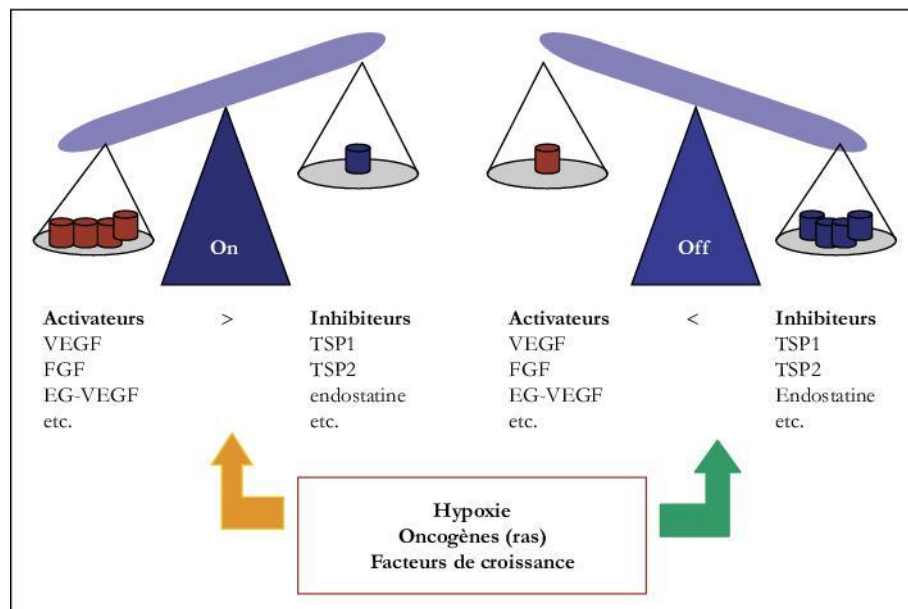 On
Off
Activateurs > Inhibiteurs Activateurs < Inhibiteurs
VEGF TSP1 VEGF TSP1
FGF TSP2 FGF TSP2
EG-VEGF endostatine EG-VEGF Endostatine
etc. etc. etc. etc.
Hypoxie
Oncogènes (ras)
Facteurs de croissance